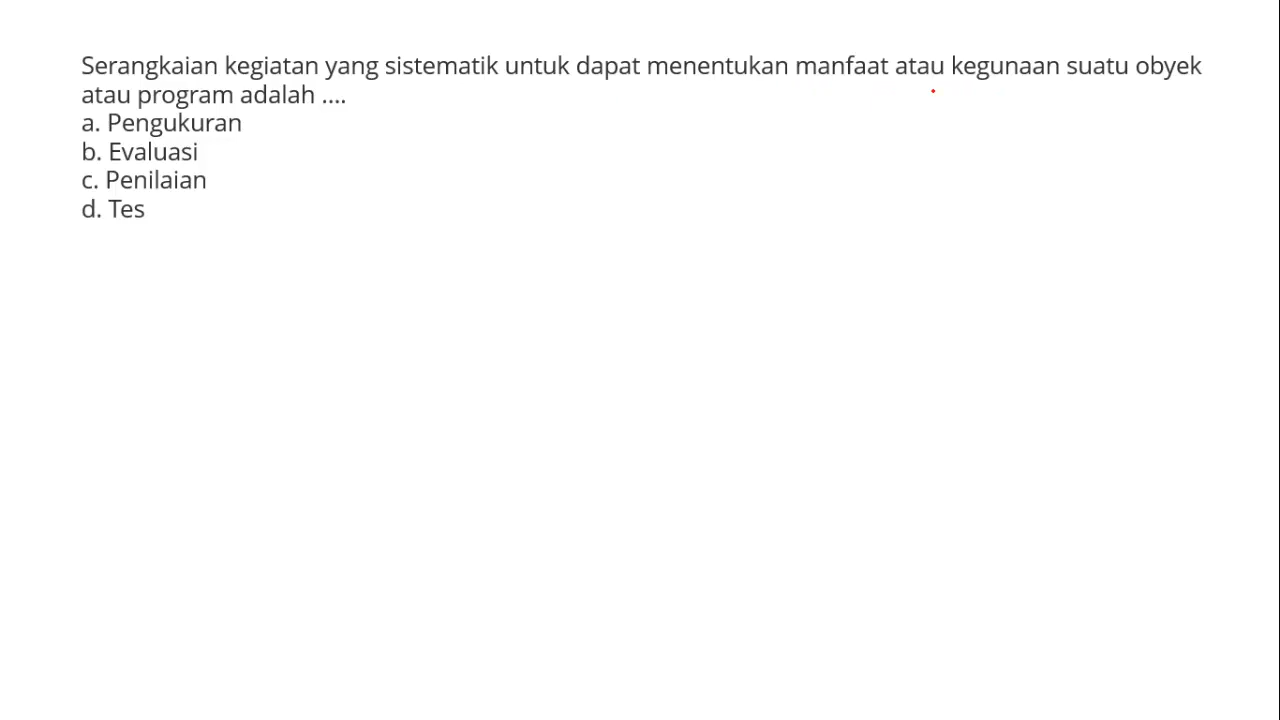 Serangkaian kegiatan yang sistematik untuk dapat menentukan manfaat atau kegunaan suatu obyek
atau program adalah ....
a. Pengukuran
b. Evaluasi
c. Penilaian
d. Tes